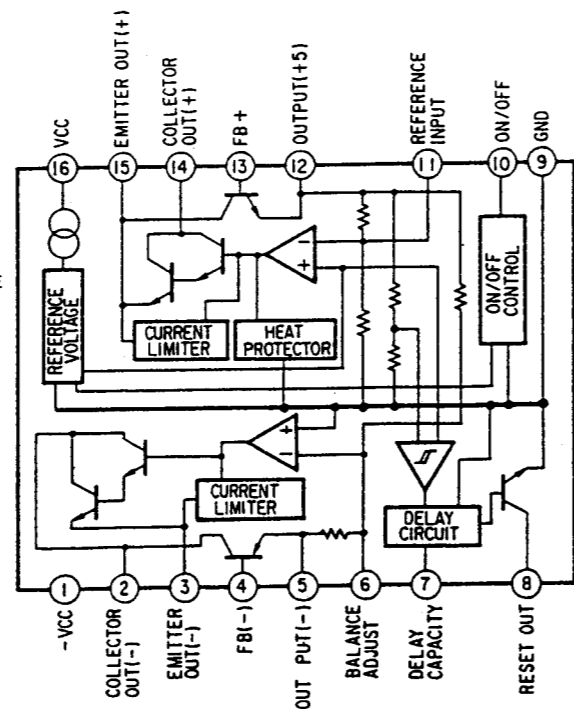 VCC
EMITTER OUT(+)
COLLECTOR
OUT(+)
FB+
OUTPUT(+5)
REFERENCE
INPUT
ON/OFF
GND
16
15
14
13
12
11
10
9
REFERENCE
VOLTAGE
CURRENT
LIMITER
HEAT
PROTECTOR
ON/OFF
CONTROL
−
+
+
−
CURRENT
LIMITER
DELAY
CIRCUIT
1
2
3
4
5
6
7
8
-VCC
COLLECTOR
OUT(-)
EMITTER
OUT(-)
FB(-)
OUT PUT(-)
BALANCE
ADJUST
DELAY
CAPACITY
RESET OUT